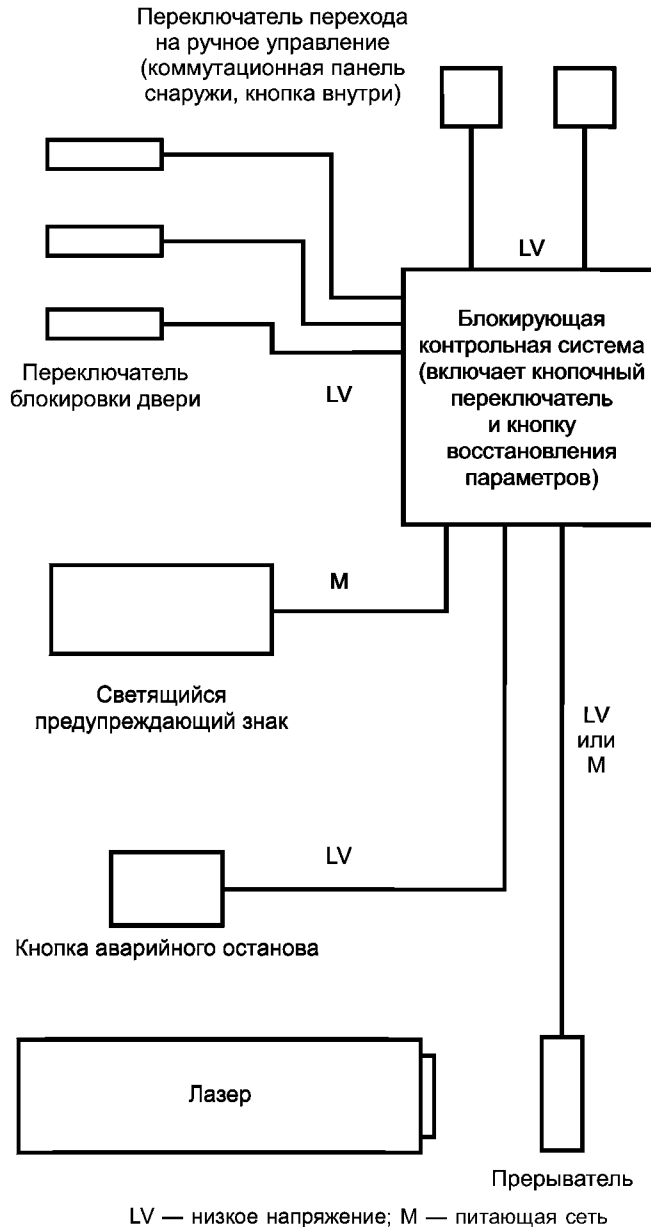 Переключатель перехода
на ручное управление
(коммутационная панель
снаружи, кнопка внутри)
LV
Блокирующая
контрольная система
(включает кнопочный
переключатель
и кнопку
восстановления
параметров)
Переключатель
блокировки двери
LV
М
Светящийся
предупреждающий знак
LV
или
М
LV
Кнопка аварийного останова
Лазер
Прерыватель
LV — низкое напряжение; М — питающая сеть